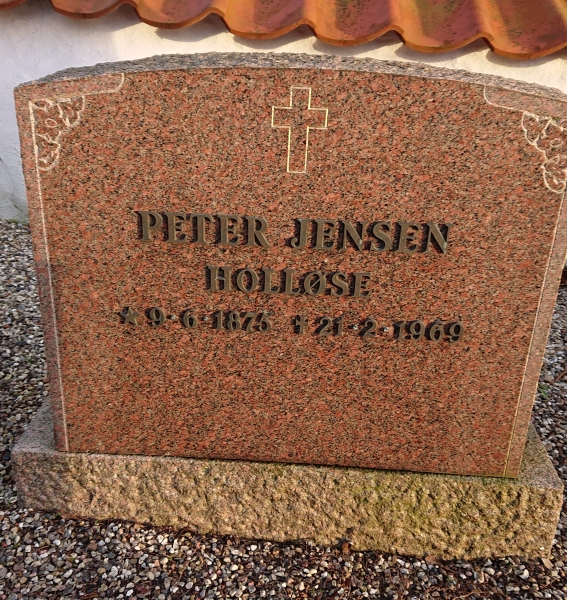 PETER JENSEN
HOLLØSE
★ 9·6·1875 ✝ 21·2·1969